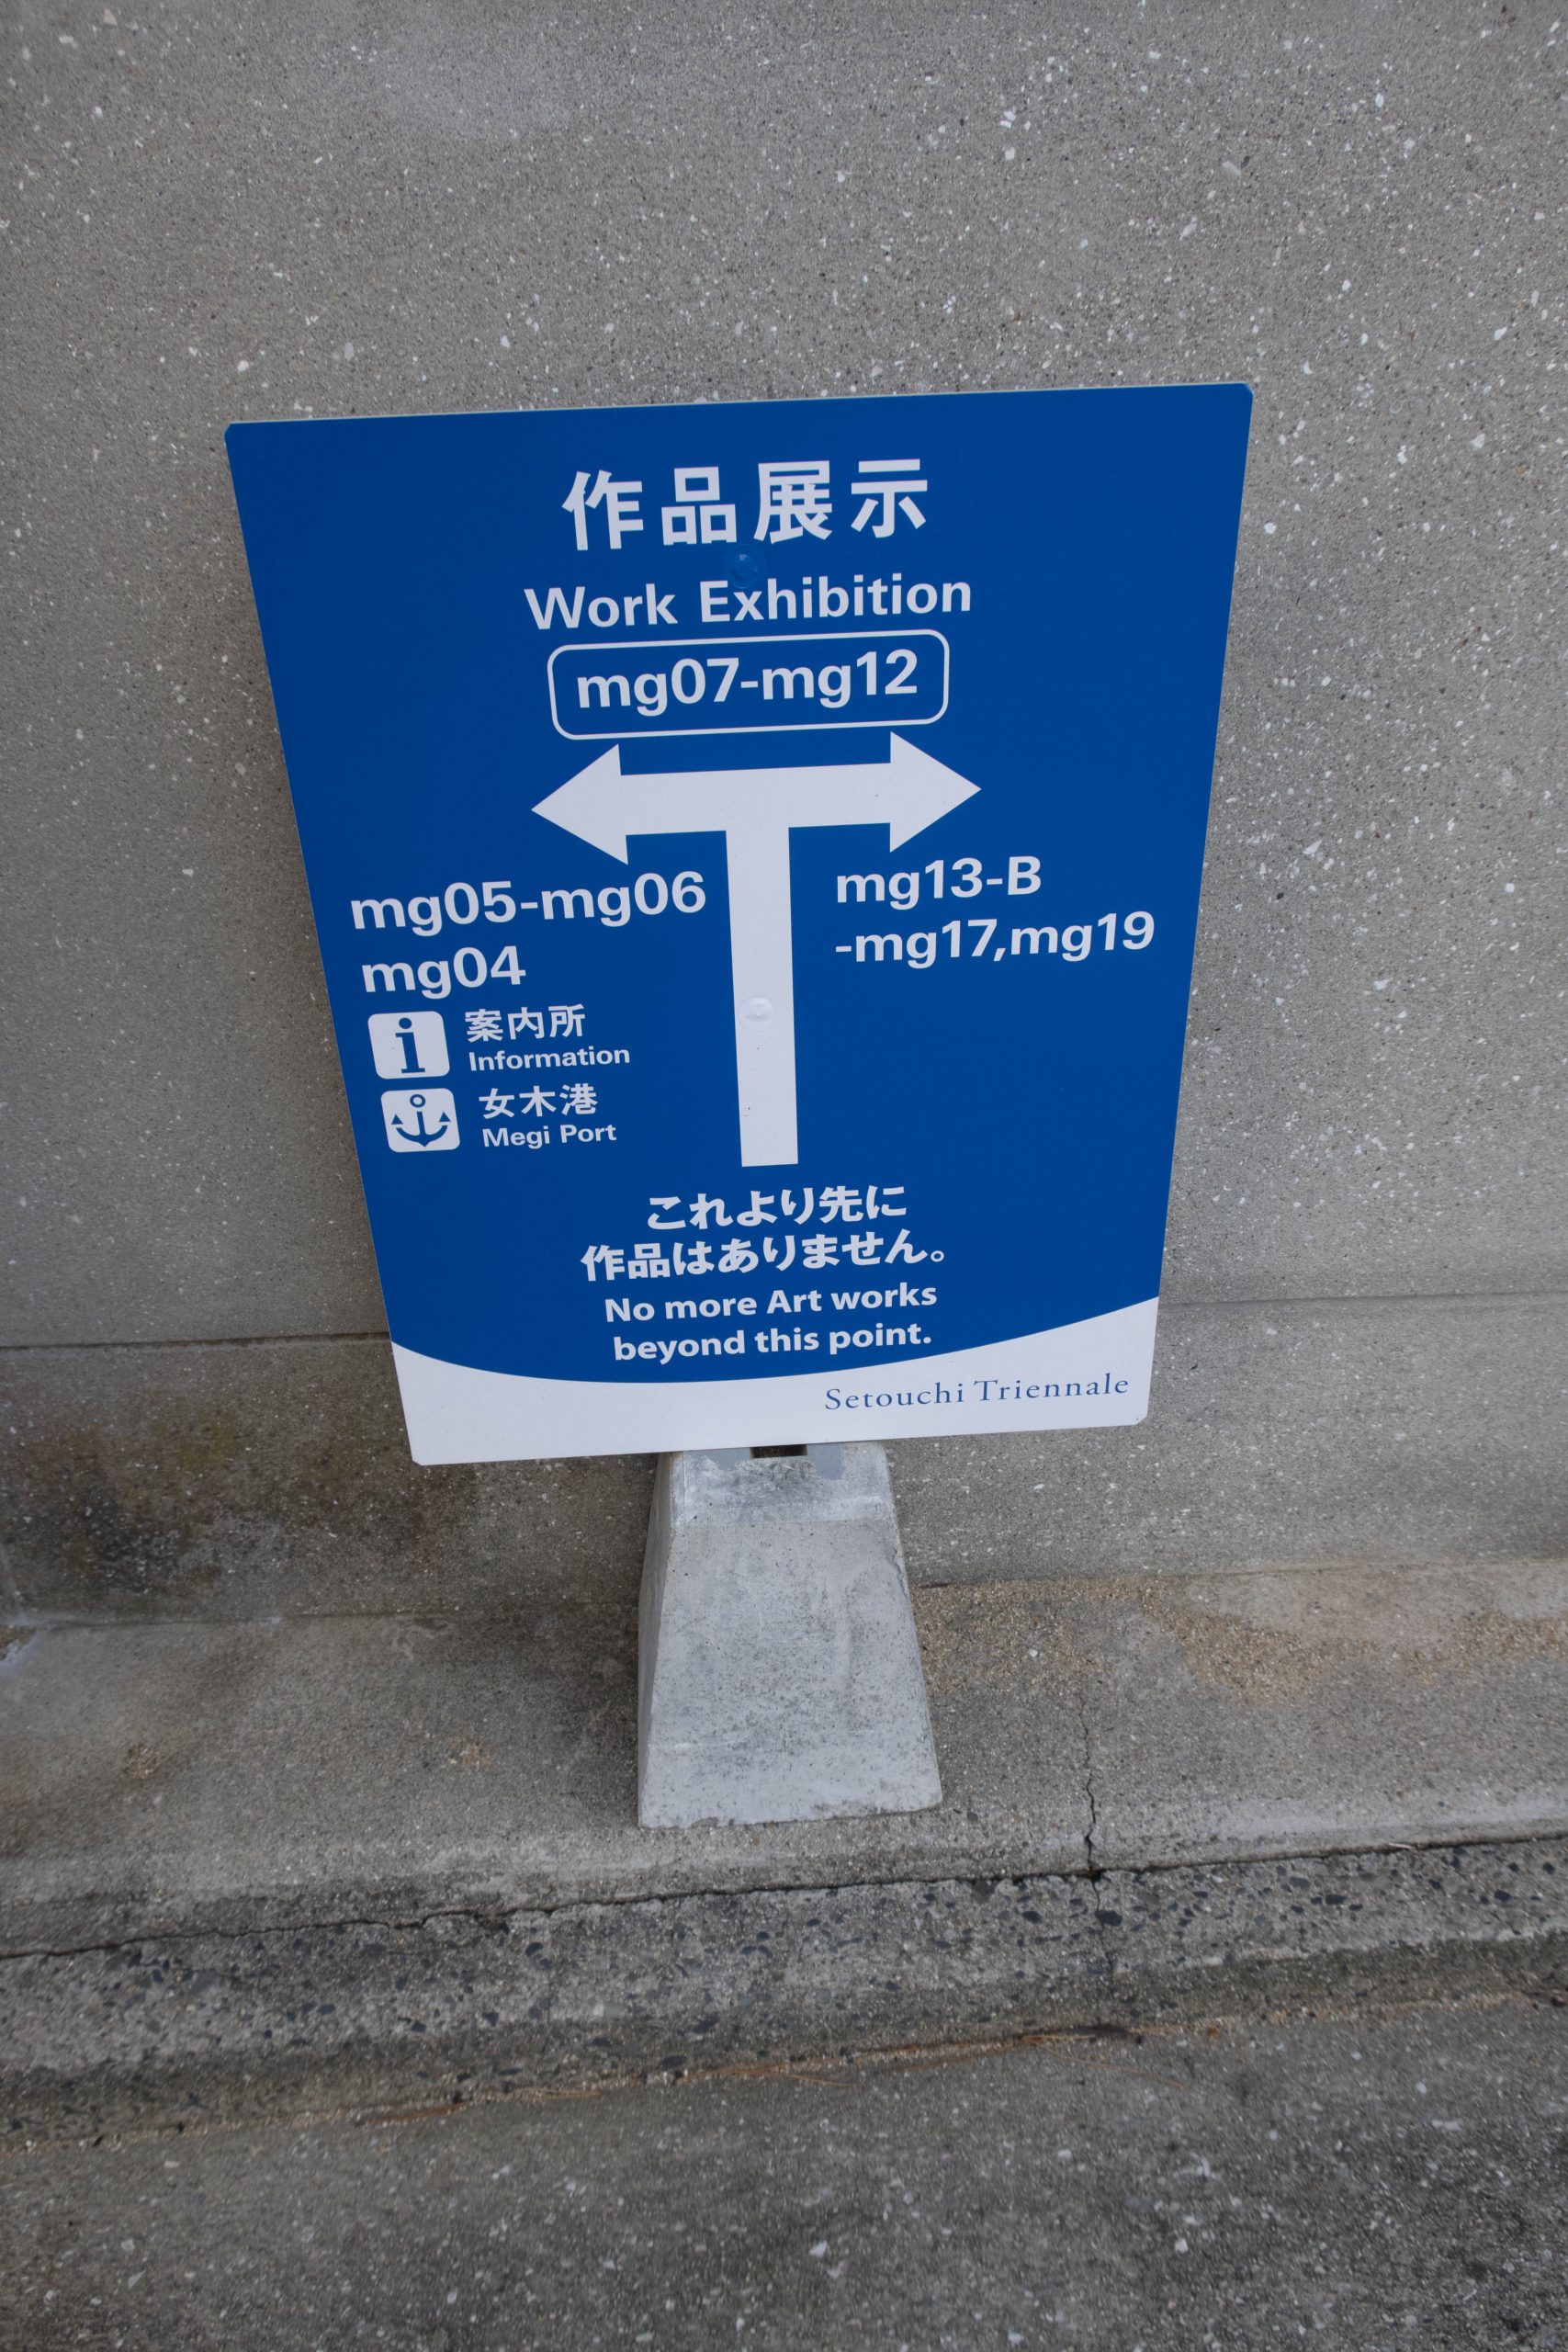 作品展示
Work Exhibition
mg07-mg12
mg05-mg06
mg04
案内所
Information
女木港
Megi Port
mg13-B
-mg17,mg19
これより先に
作品はありません。
No more Art works
beyond this point.
Setouchi Triennale